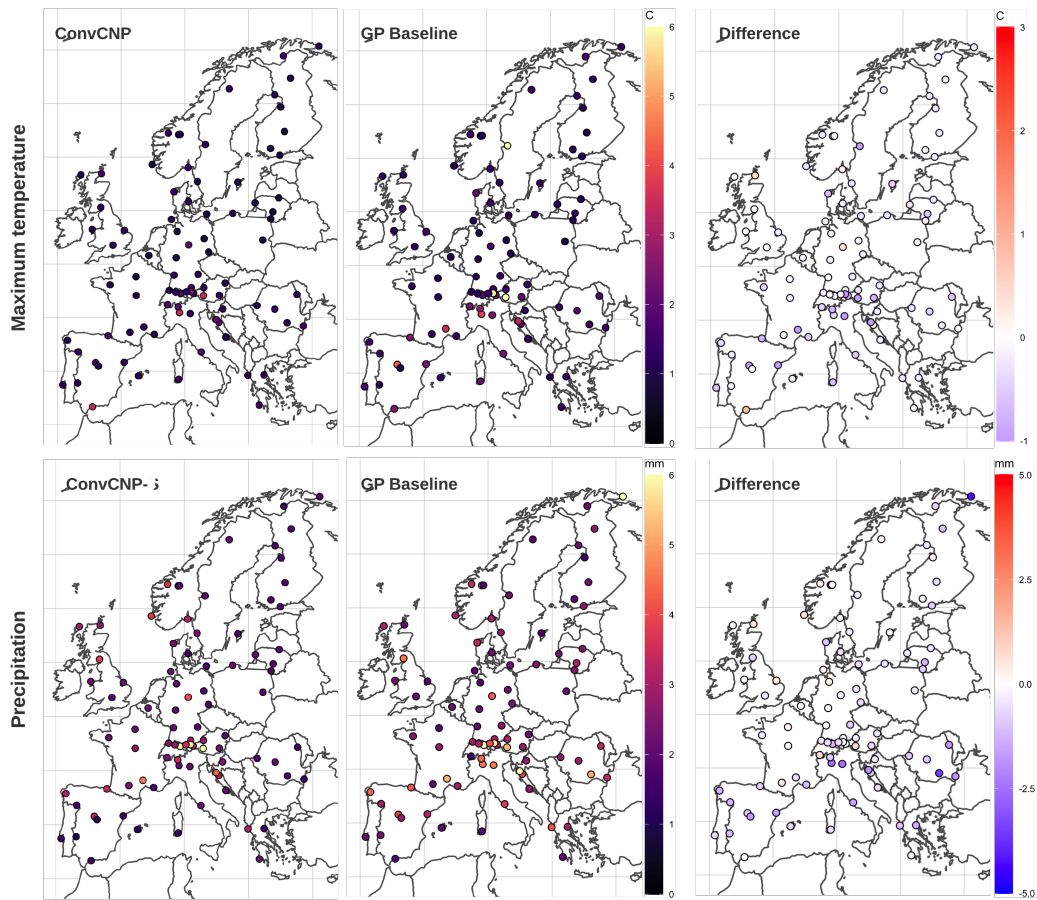 C
C
ConvCNP
GP Baseline
Difference
6
5
4
3
2
1
0
3
2
1
0
-1
Maximum temperature
mm
mm
ConvCNP-
GP Baseline
Difference
6
5
4
3
2
1
0
5.0
2.5
0.0
-2.5
-5.0
Precipitation